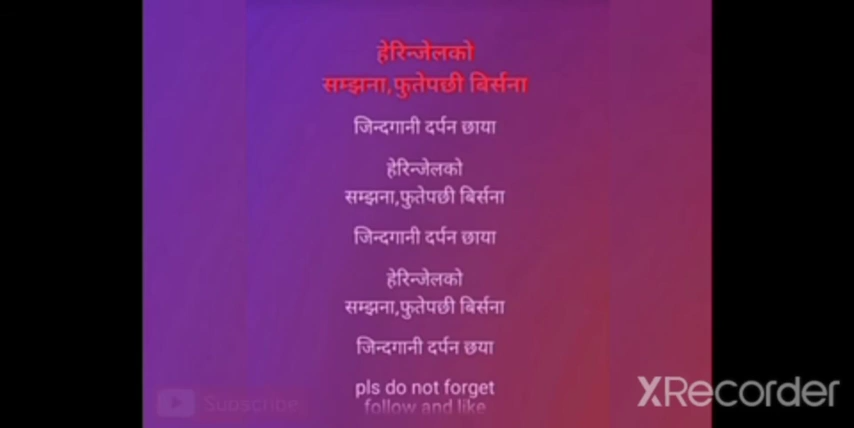 हेरिन्जेलको
सम्झना,फुतेपछी बिर्सना
जिन्दगानी दर्पन छाया
हेरिन्जेलको
सम्झना,फुतेपछी बिर्सना
जिन्दगानी दर्पन छाया
हेरिन्जेलको
सम्झना,फुतेपछी बिर्सना
जिन्दगानी दर्पन छया
pls do not forget
follow and like
Subscribe
XRecorder